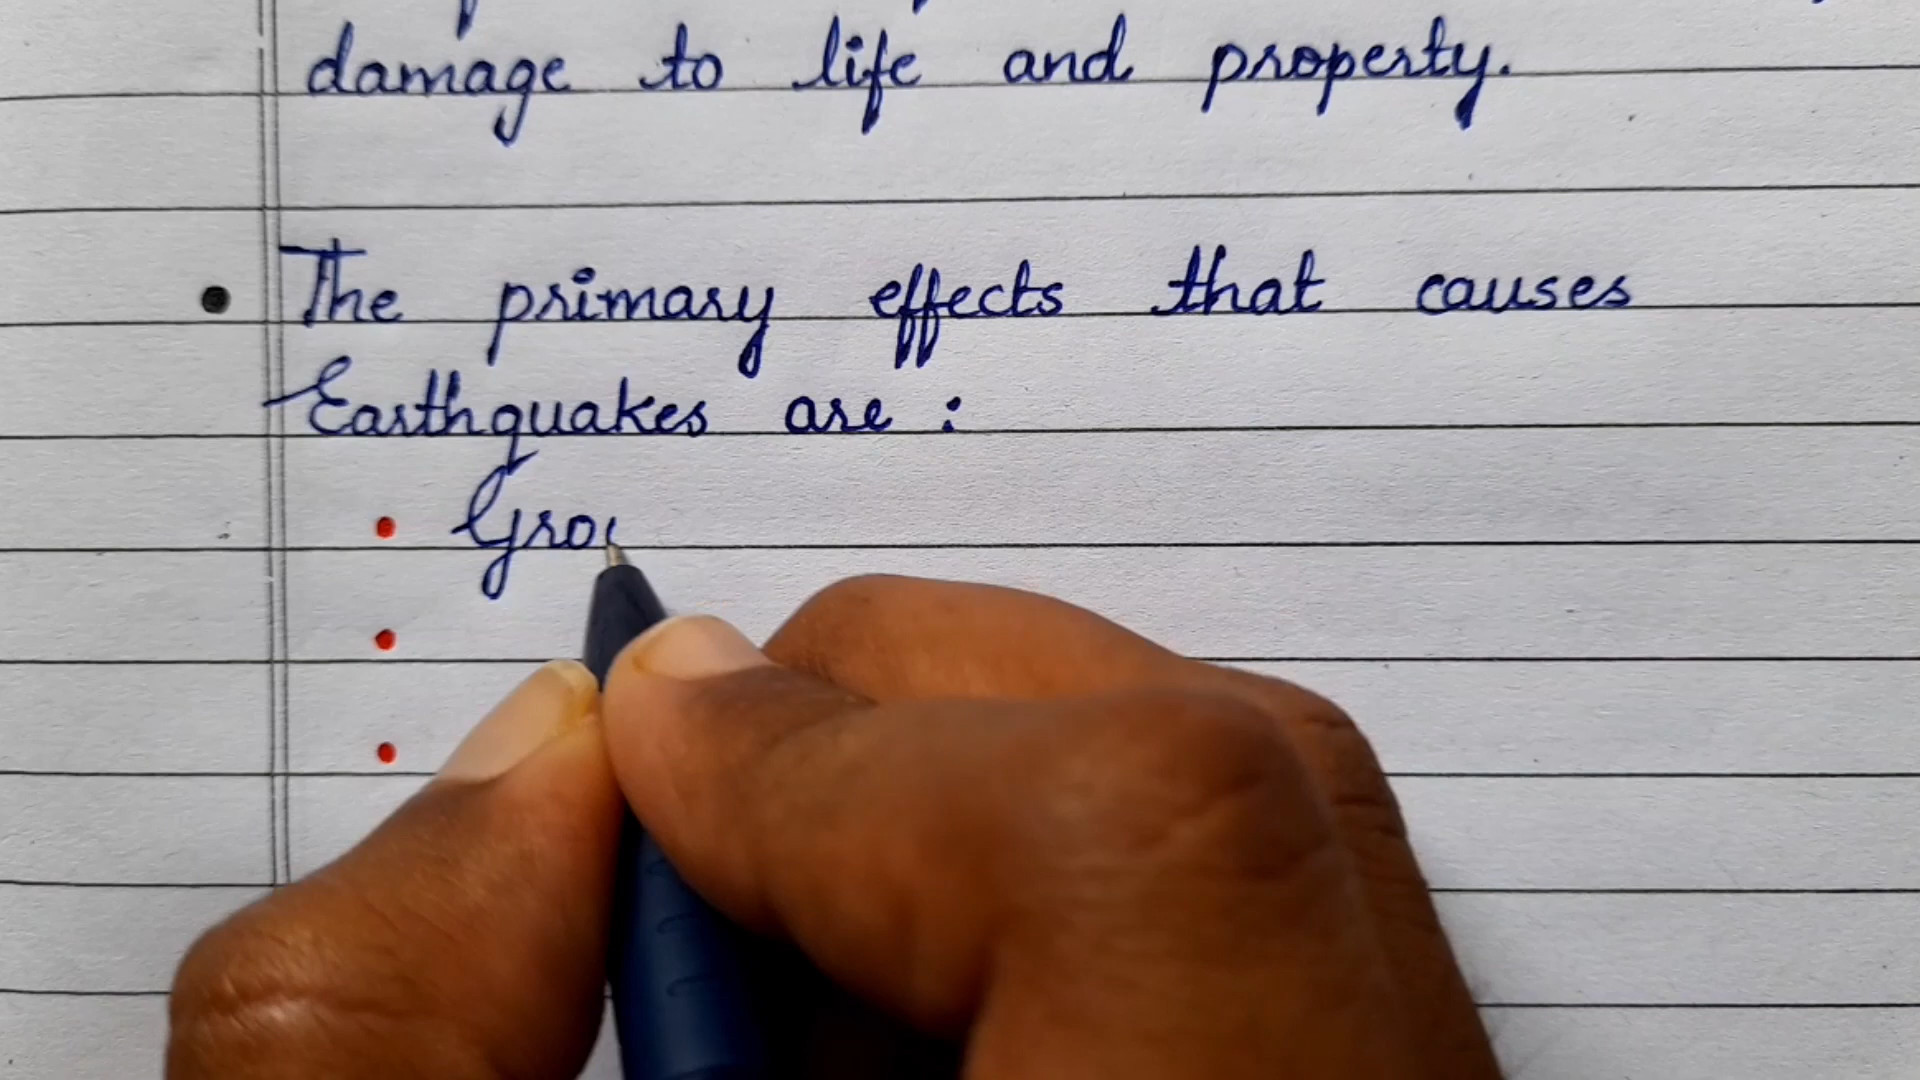 damage to life and property.
• The primary effects that causes
Earthquakes are :
• Gro
•
•